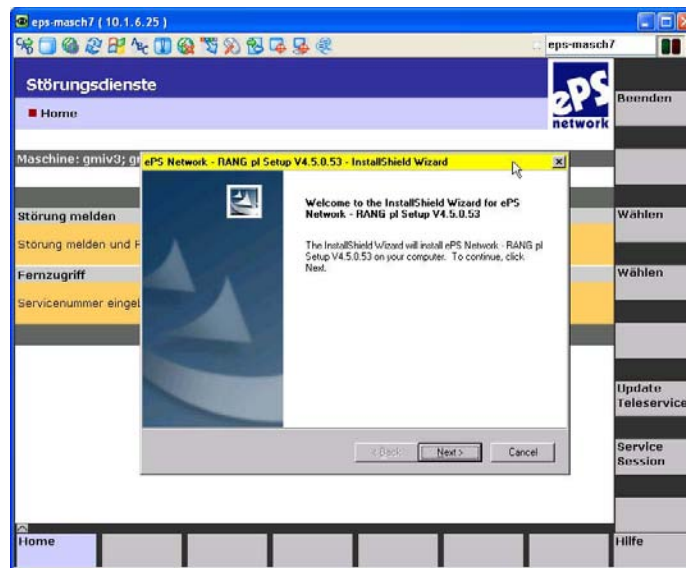 eps-masch7 ( 10.1.6.25 )
eps-masch7
Störungsdienste
ePS
network
Home
Beenden
Maschine: gmiv3; g
ePS Network - RANG pl Setup V4.5.0.53 - InstallShield Wizard
Welcome to the InstallShield Wizard for ePS
Network - RANG pl Setup V4.5.0.53
The InstallShield Wizard will install ePS Network - RANG pl
Setup V4.5.0.53 on your computer. To continue, click
Next.
Störung melden
Wählen
Störung melden und F
Fernzugriff
Wählen
Servicenummer eingel
Update
Teleservice
< Back
Next >
Cancel
Service
Session
Home
Hilfe